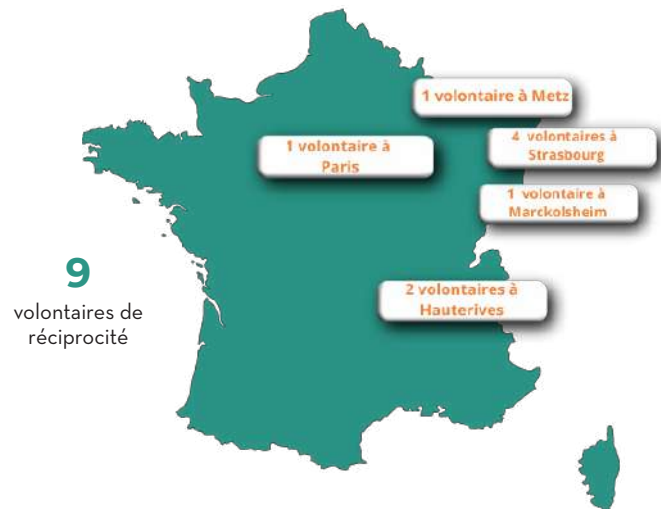 1 volontaire à Metz
4 volontaires à
Strasbourg
1 volontaire à
Paris
1 volontaire à
Marckolsheim
9
volontaires de
réciprocité
2 volontaires à
Hauterives